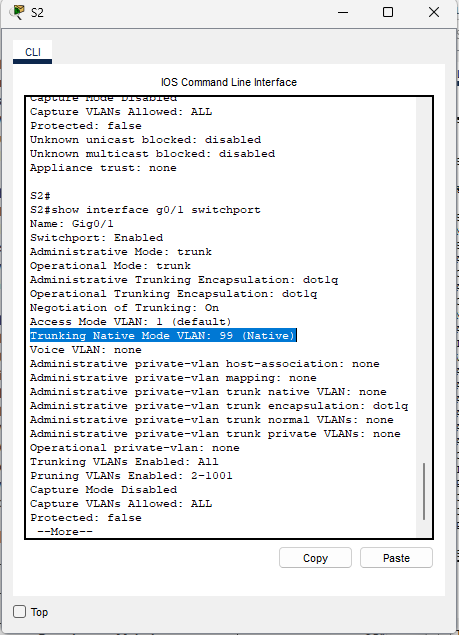 S2
CLI
IOS Command Line Interface
Capture Mode Disabled
Capture VLANs Allowed: ALL
Protected: false
Unknown unicast blocked: disabled
Unknown multicast blocked: disabled
Appliance trust: none
S2#
S2#show interface g0/1 switchport
Name: Gig0/1
Switchport: Enabled
Administrative Mode: trunk
Operational Mode: trunk
Administrative Trunking Encapsulation: dot1q
Operational Trunking Encapsulation: dot1q
Negotiation of Trunking: On
Access Mode VLAN: 1 (default)
Trunking Native Mode VLAN: 99 (Native)
Voice VLAN: none
Administrative private-vlan host-association: none
Administrative private-vlan mapping: none
Administrative private-vlan trunk native VLAN: none
Administrative private-vlan trunk encapsulation: dot1q
Administrative private-vlan trunk normal VLANs: none
Administrative private-vlan trunk private VLANs: none
Operational private-vlan: none
Trunking VLANs Enabled: All
Pruning VLANs Enabled: 2-1001
Capture Mode Disabled
Capture VLANs Allowed: ALL
Protected: false
--More--
Copy Paste
Top